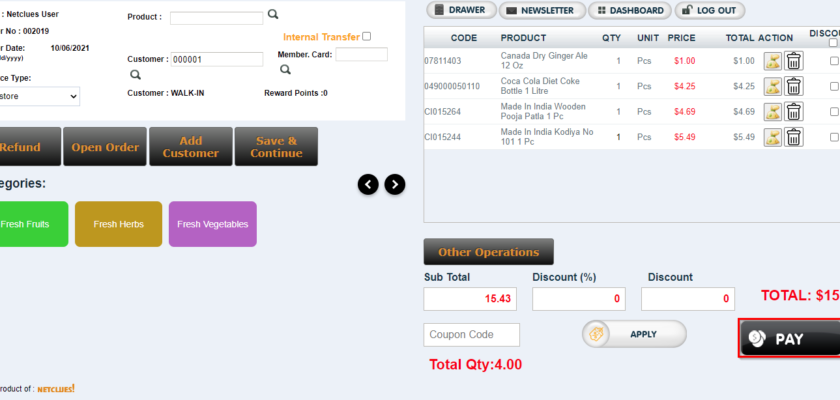 : Netclues User
Product :
r No : 002019
Internal Transfer
r Date: 10/06/2021
dd/yyyy)
Customer : 000001
Member. Card:
ce Type:
Customer : WALK-IN
Reward Points :0
store
Refund
Open Order
Add
Customer
Save &
Continue
egories:
Fresh Fruits
Fresh Herbs
Fresh Vegetables
roduct of : NETCLUES!
DRAWER
NEWSLETTER
DASHBOARD
LOG OUT
CODE PRODUCT QTY UNIT PRICE TOTAL ACTION DISCOU
07811403 Canada Dry Ginger Ale 1 Pcs $1.00 $1.00
12 Oz
049000050110 Coca Cola Diet Coke 1 Pcs $4.25 $4.25
Bottle 1 Litre
CI015264 Made In India Wooden 1 Pcs $4.69 $4.69
Pooja Patla 1 Pc
CI015244 Made In India Kodiya No 1 Pcs $5.49 $5.49
101 1 Pc
Other Operations
Sub Total Discount (%) Discount
15.43 0 0
TOTAL: $15
Coupon Code
APPLY
PAY
Total Qty:4.00